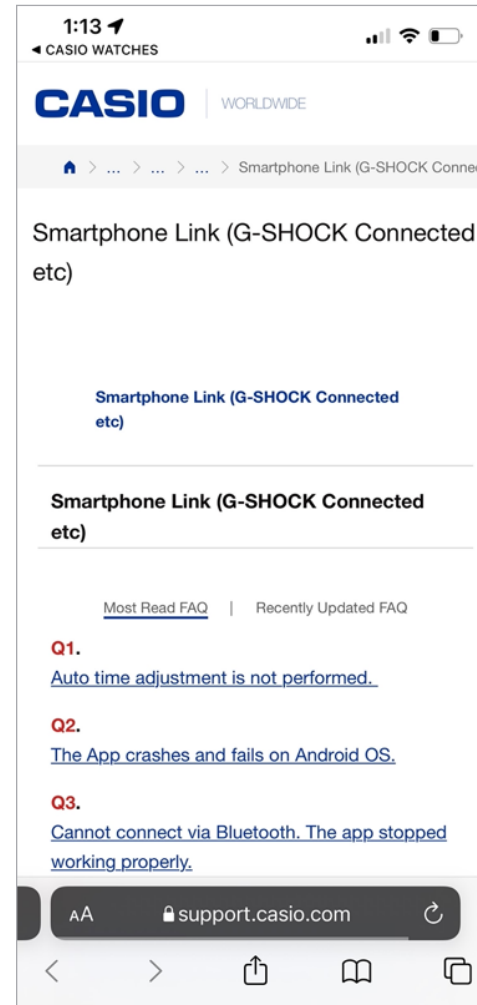 1:13
◀ CASIO WATCHES
CASIO WORLDWIDE
> ... > ... > ... > Smartphone Link (G-SHOCK Connec
Smartphone Link (G-SHOCK Connected
etc)
Smartphone Link (G-SHOCK Connected
etc)
Smartphone Link (G-SHOCK Connected
etc)
Most Read FAQ | Recently Updated FAQ
Q1.
Auto time adjustment is not performed.
Q2.
The App crashes and fails on Android OS.
Q3.
Cannot connect via Bluetooth. The app stopped
working properly.
AA support.casio.com